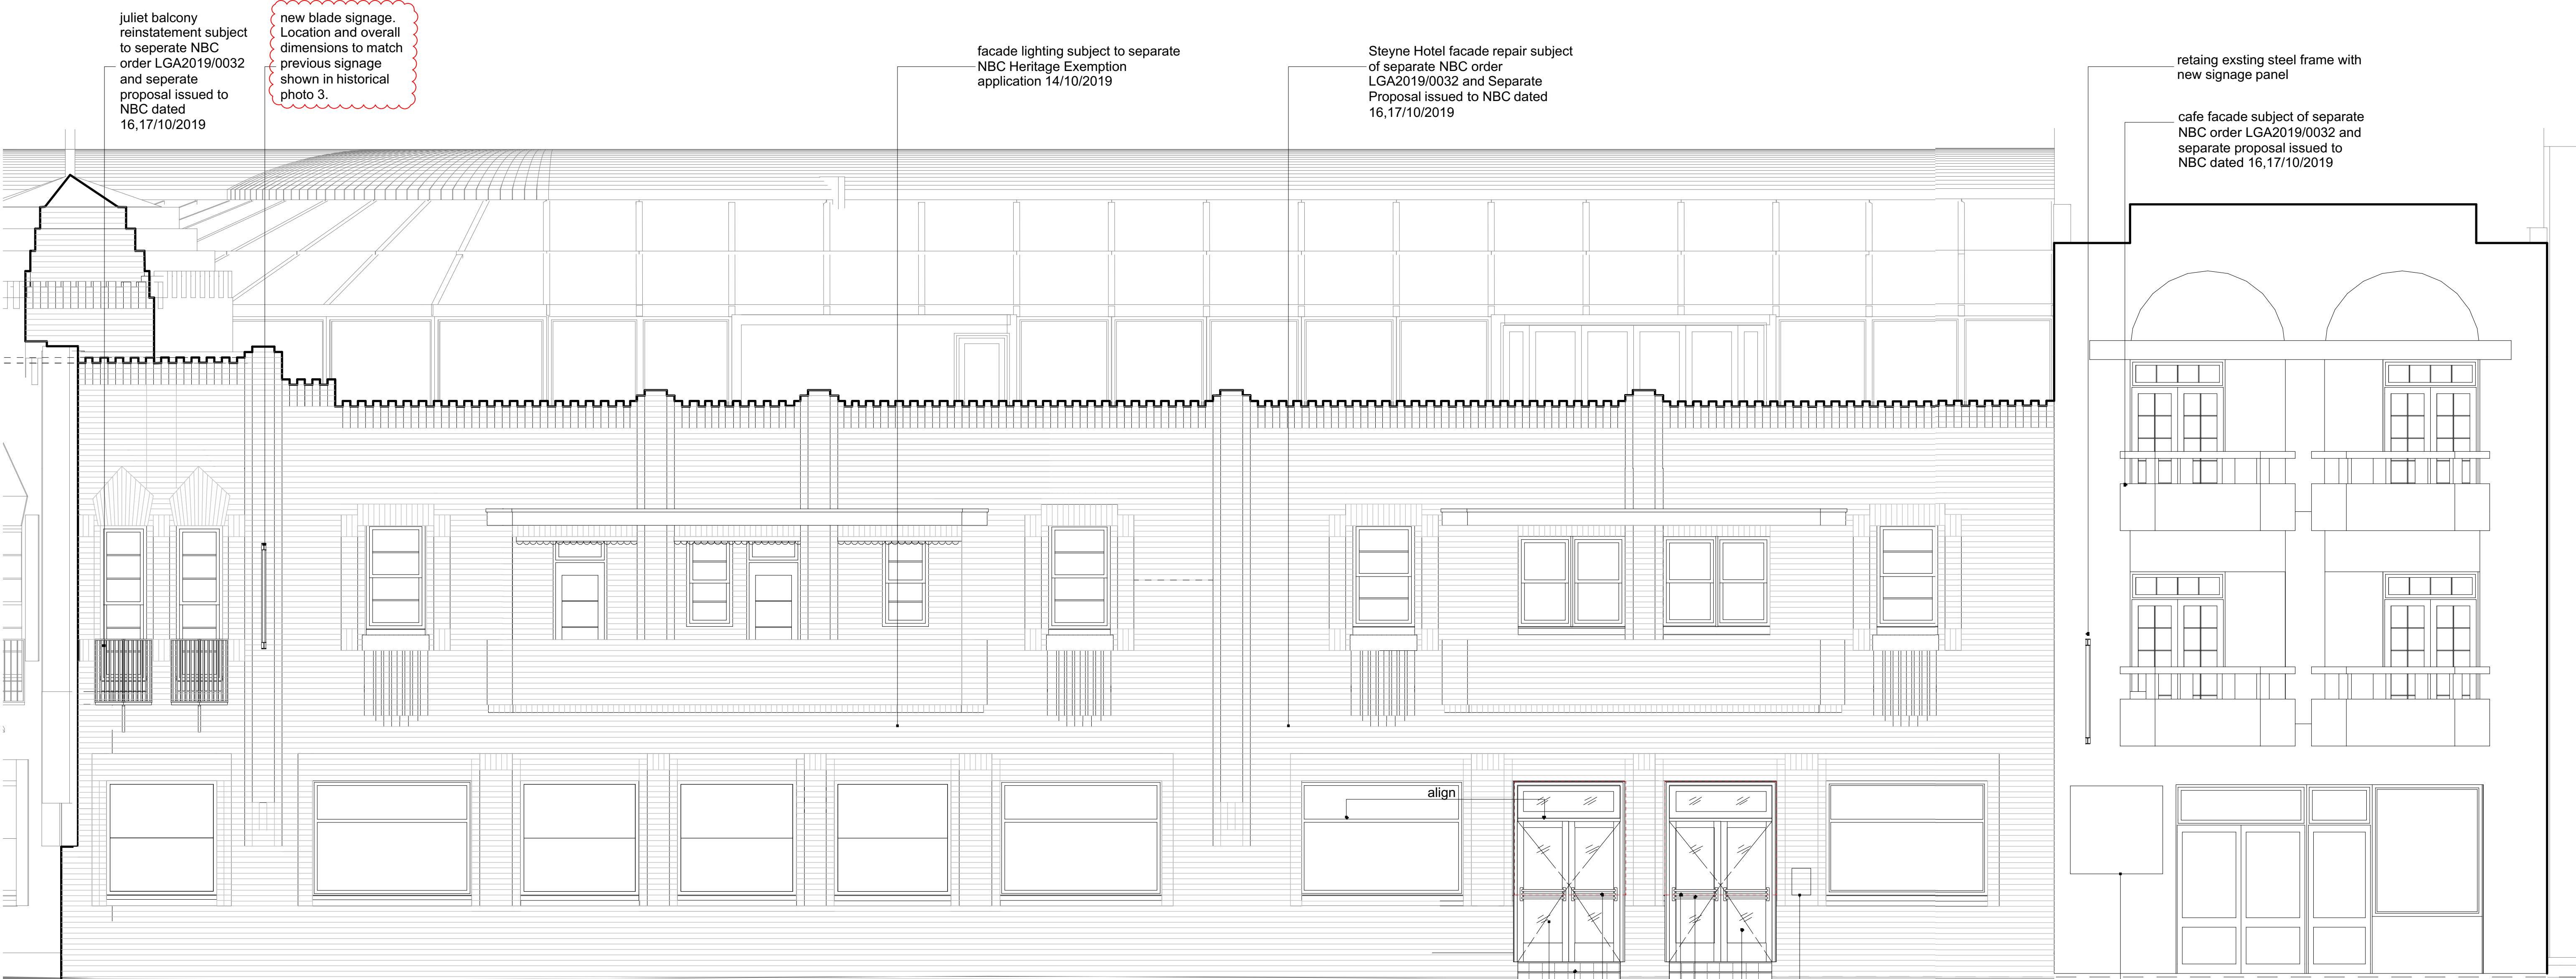 juliet balcony
reinstatement subject
to seperate NBC
order LGA2019/0032
and seperate
proposal issued to
NBC dated
16,17/10/2019
new blade signage.
Location and overall
dimensions to match
previous signage
shown in historical
photo 3.
facade lighting subject to separate
NBC Heritage Exemption
application 14/10/2019
Steyne Hotel facade repair subject
of separate NBC order
LGA2019/0032 and Separate
Proposal issued to NBC dated
16,17/10/2019
retaing exsting steel frame with
new signage panel
cafe facade subject of separate
NBC order LGA2019/0032 and
separate proposal issued to
NBC dated 16,17/10/2019
align